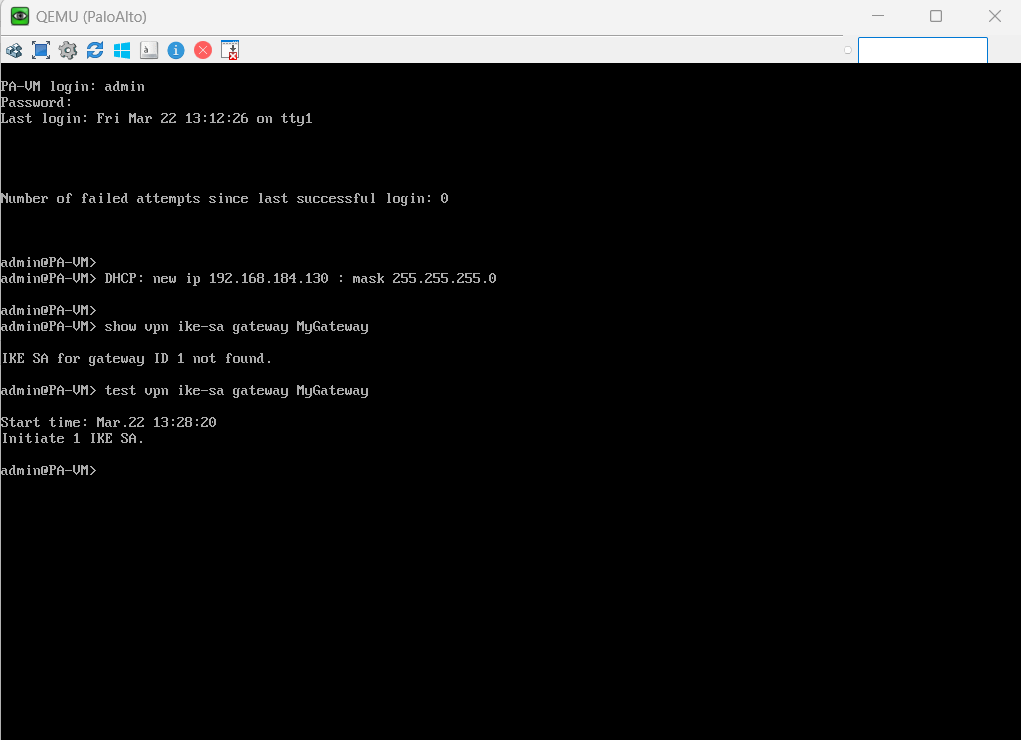 QEMU (PaloAlto)
PA-VM login: admin
Password:
Last login: Fri Mar 22 13:12:26 on tty1
Number of failed attempts since last successful login: 0
admin@PA-VM>
admin@PA-VM> DHCP: new ip 192.168.184.130 : mask 255.255.255.0
admin@PA-VM>
admin@PA-VM> show vpn ike-sa gateway MyGateway
IKE SA for gateway ID 1 not found.
admin@PA-VM> test vpn ike-sa gateway MyGateway
Start time: Mar.22 13:28:20
Initiate 1 IKE SA.
admin@PA-VM>